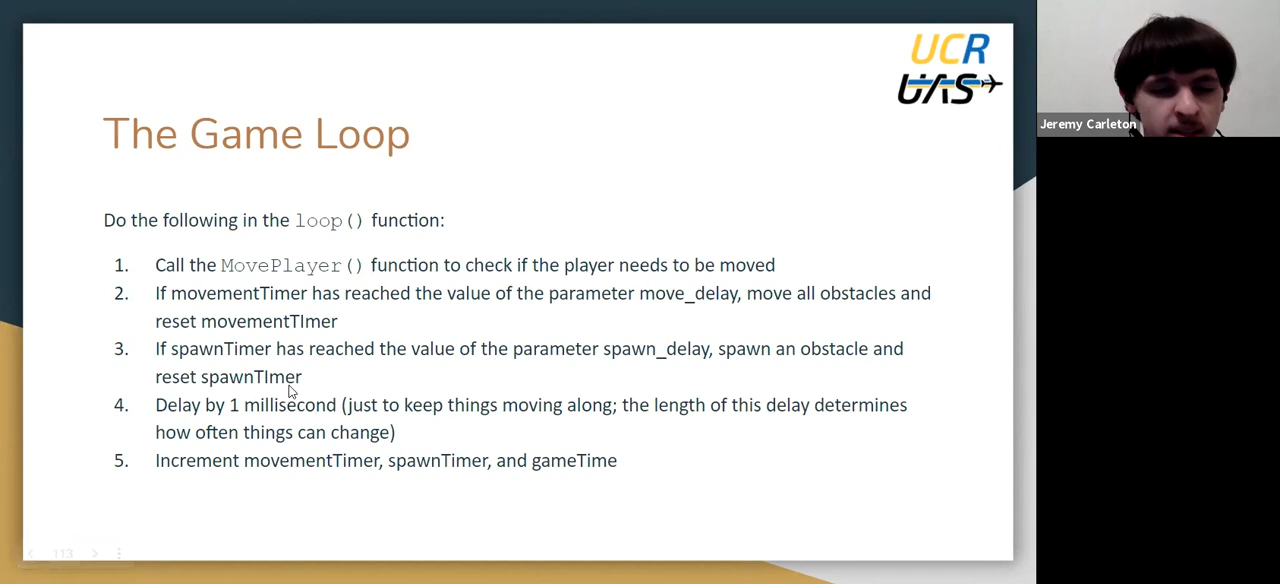 UCR
UAS
Jeremy Carleton
The Game Loop
Do the following in the loop() function:
1. Call the MovePlayer() function to check if the player needs to be moved
2. If movementTimer has reached the value of the parameter move_delay, move all obstacles and
reset movementTImer
3. If spawnTimer has reached the value of the parameter spawn_delay, spawn an obstacle and
reset spawnTImer
4. Delay by 1 millisecond (just to keep things moving along; the length of this delay determines
how often things can change)
5. Increment movementTimer, spawnTimer, and gameTime
113